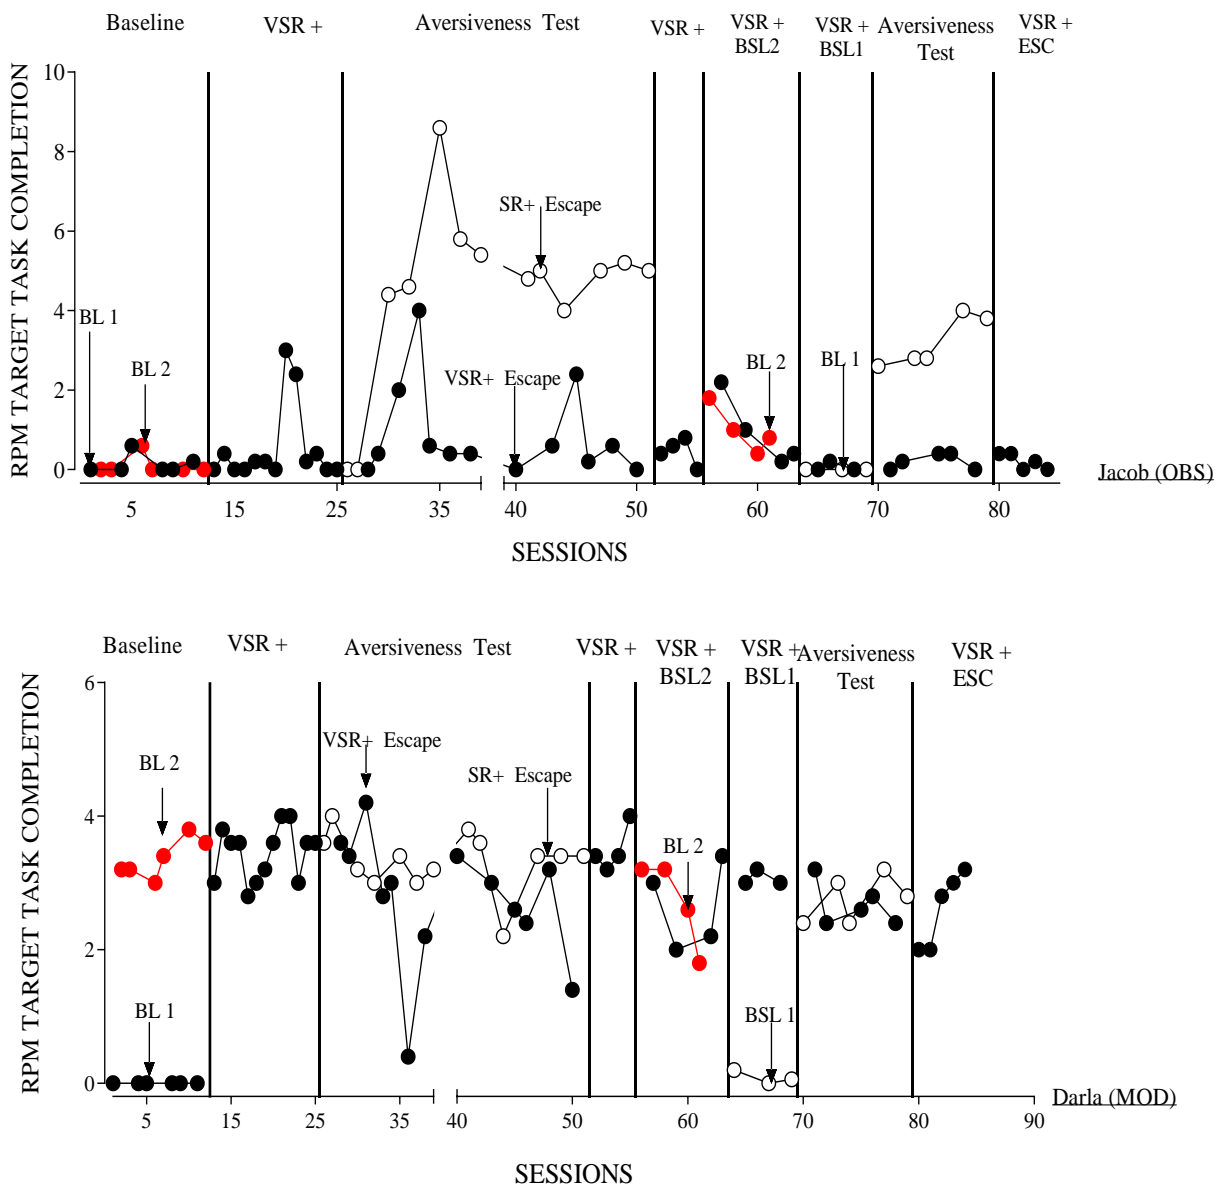 Baseline
VSR +
Aversiveness Test
VSR +
VSR +
BSL2
VSR +
BSL1
Aversiveness
Test
VSR +
ESC
RPM TARGET TASK COMPLETION
10
8
6
4
2
0
BL 1
BL 2
SR+ Escape
VSR+ Escape
BL 2
BL 1
Jacob (OBS)
5
15
25
35
40
50
60
70
80
SESSIONS
Baseline
VSR +
Aversiveness Test
VSR +
VSR +
BSL2
VSR +
BSL1
Aversiveness
Test
VSR +
ESC
RPM TARGET TASK COMPLETION
6
4
2
0
BL 2
VSR+ Escape
SR+ Escape
BL 2
BL 1
BSL 1
Darla (MOD)
5
15
25
35
40
50
60
70
80
90
SESSIONS